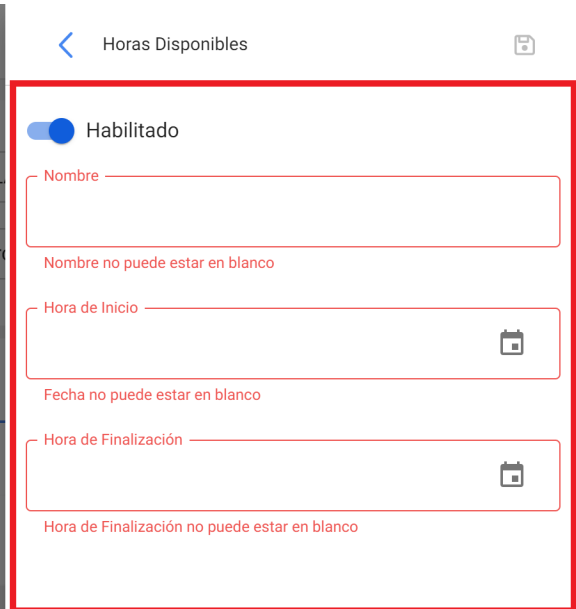 Horas Disponibles
Habilitado
Nombre
Nombre no puede estar en blanco
Hora de Inicio
Fecha no puede estar en blanco
Hora de Finalización
Hora de Finalización no puede estar en blanco